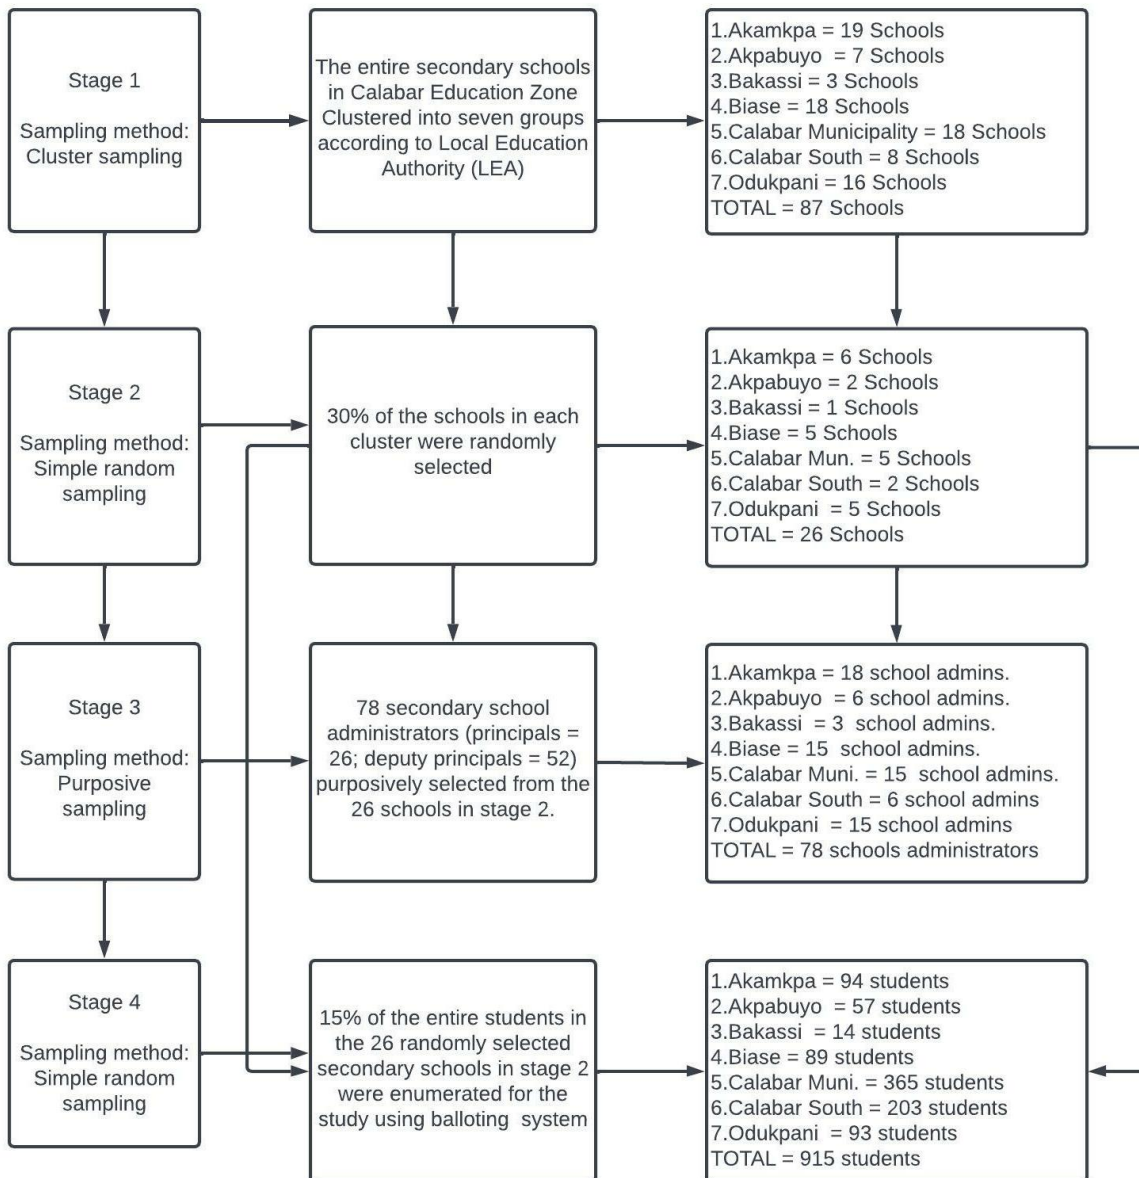 Stage 1
Sampling method:
Cluster sampling
The entire secondary schools
in Calabar Education Zone
Clustered into seven groups
according to Local Education
Authority (LEA)
1.Akamkpa = 19 Schools
2.Akpabuyo = 7 Schools
3.Bakassi = 3 Schools
4.Biase = 18 Schools
5.Calabar Municipality = 18 Schools
6.Calabar South = 8 Schools
7.Odukpani = 16 Schools
TOTAL = 87 Schools
Stage 2
Sampling method:
Simple random
sampling
30% of the schools in each
cluster were randomly
selected
1.Akamkpa = 6 Schools
2.Akpabuyo = 2 Schools
3.Bakassi = 1 Schools
4.Biase = 5 Schools
5.Calabar Mun. = 5 Schools
6.Calabar South = 2 Schools
7.Odukpani = 5 Schools
TOTAL = 26 Schools
Stage 3
Sampling method:
Purposive
sampling
78 secondary school
administrators (principals =
26; deputy principals = 52)
purposively selected from the
26 schools in stage 2.
1.Akamkpa = 18 school admins.
2.Akpabuyo = 6 school admins.
3.Bakassi = 3 school admins.
4.Biase = 15 school admins.
5.Calabar Muni. = 15 school admins.
6.Calabar South = 6 school admins
7.Odukpani = 15 school admins
TOTAL = 78 schools administrators
Stage 4
Sampling method:
Simple random
sampling
15% of the entire students in
the 26 randomly selected
secondary schools in stage 2
were enumerated for the
study using balloting system
1.Akamkpa = 94 students
2.Akpabuyo = 57 students
3.Bakassi = 14 students
4.Biase = 89 students
5.Calabar Muni. = 365 students
6.Calabar South = 203 students
7.Odukpani = 93 students
TOTAL = 915 students